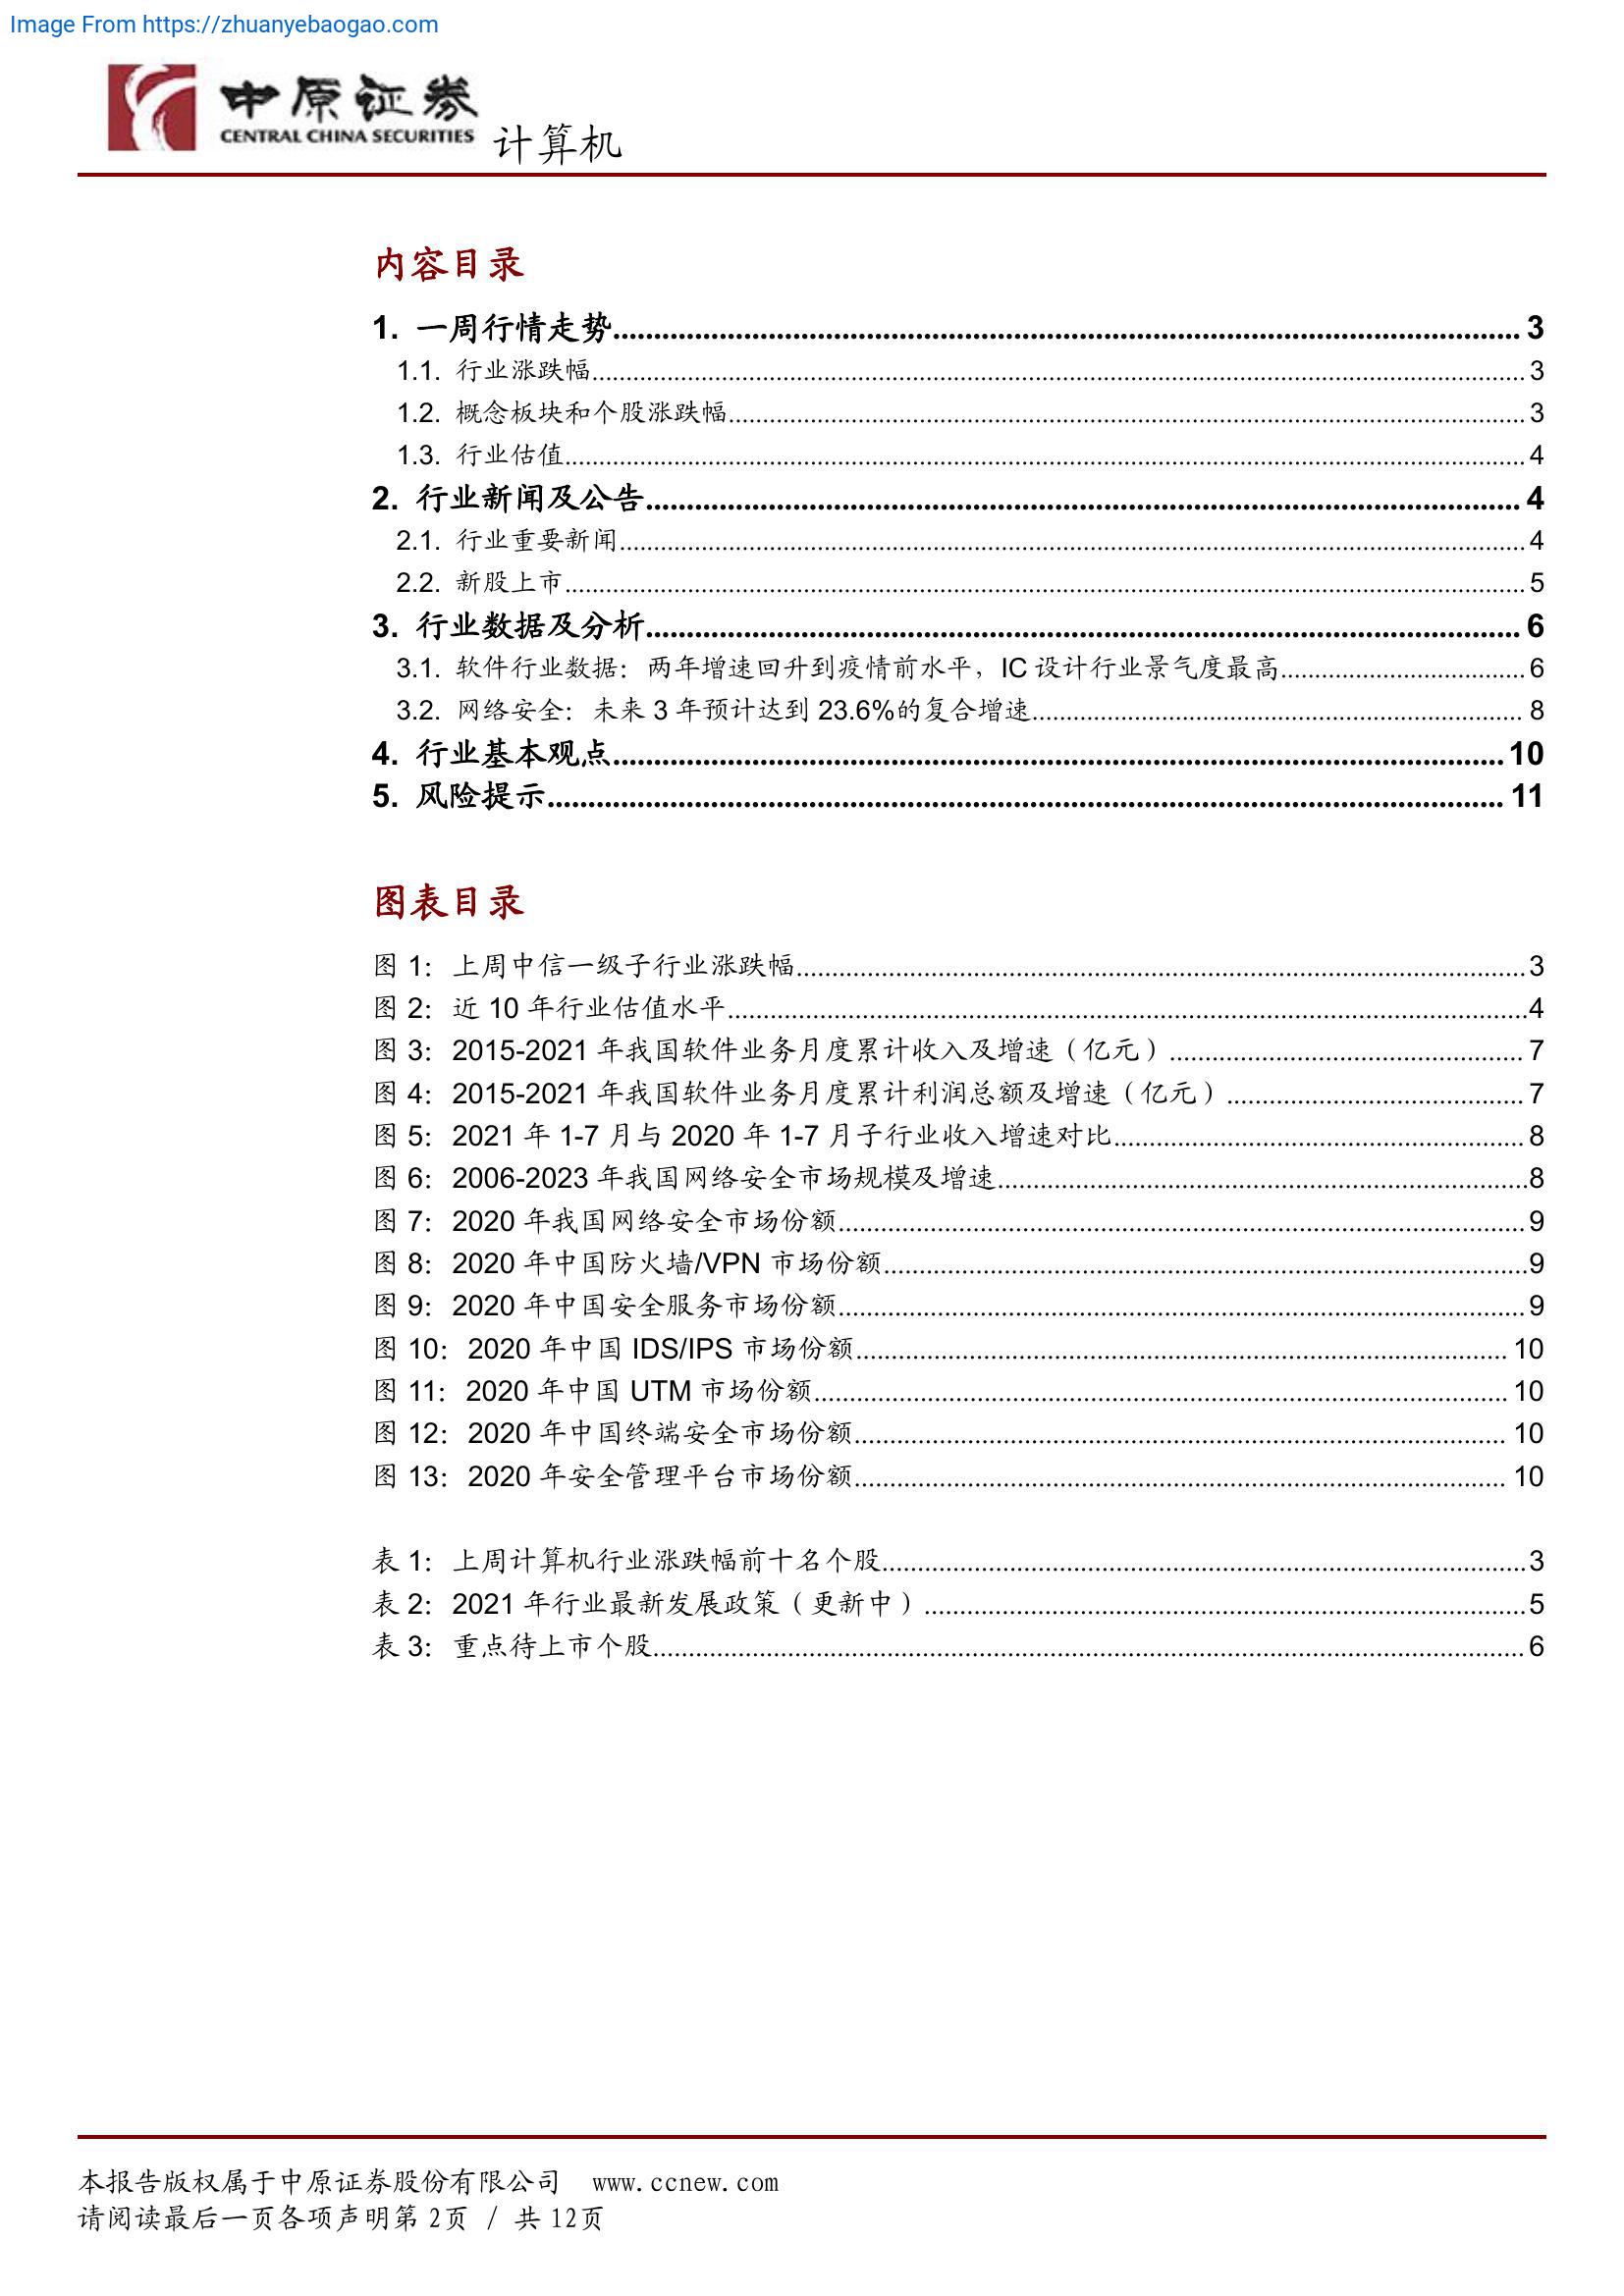 Image From https://zhuanyebaogao.com
中原证券
CENTRAL CHINA SECURITIES
计算机
内容目录
1. 一周行情走势 3
1.1. 行业涨跌幅 3
1.2. 概念板块和个股涨跌幅 3
1.3. 行业估值 4
2. 行业新闻及公告 4
2.1. 行业重要新闻 4
2.2. 新股上市 5
3. 行业数据及分析 6
3.1. 软件行业数据：两年增速回升到疫情前水平，IC 设计行业景气度最高 6
3.2. 网络安全：未来 3 年预计达到 23.6%的复合增速 8
4. 行业基本观点 10
5. 风险提示 11
图表目录
图 1：上周中信一级子行业涨跌幅 3
图 2：近 10 年行业估值水平 4
图 3：2015-2021 年我国软件业务月度累计收入及增速（亿元） 7
图 4：2015-2021 年我国软件业务月度累计利润总额及增速（亿元） 7
图 5：2021 年 1-7 月与 2020 年 1-7 月子行业收入增速对比 8
图 6：2006-2023 年我国网络安全市场规模及增速 8
图 7：2020 年我国网络安全市场份额 9
图 8：2020 年中国防火墙/VPN 市场份额 9
图 9：2020 年中国安全服务市场份额 9
图 10：2020 年中国 IDS/IPS 市场份额 10
图 11：2020 年中国 UTM 市场份额 10
图 12：2020 年中国终端安全市场份额 10
图 13：2020 年安全管理平台市场份额 10
表 1：上周计算机行业涨跌幅前十名个股 3
表 2：2021 年行业最新发展政策（更新中） 5
表 3：重点待上市个股 6
本报告版权属于中原证券股份有限公司 www.ccnew.com
请阅读最后一页各项声明第 2页 / 共 12页